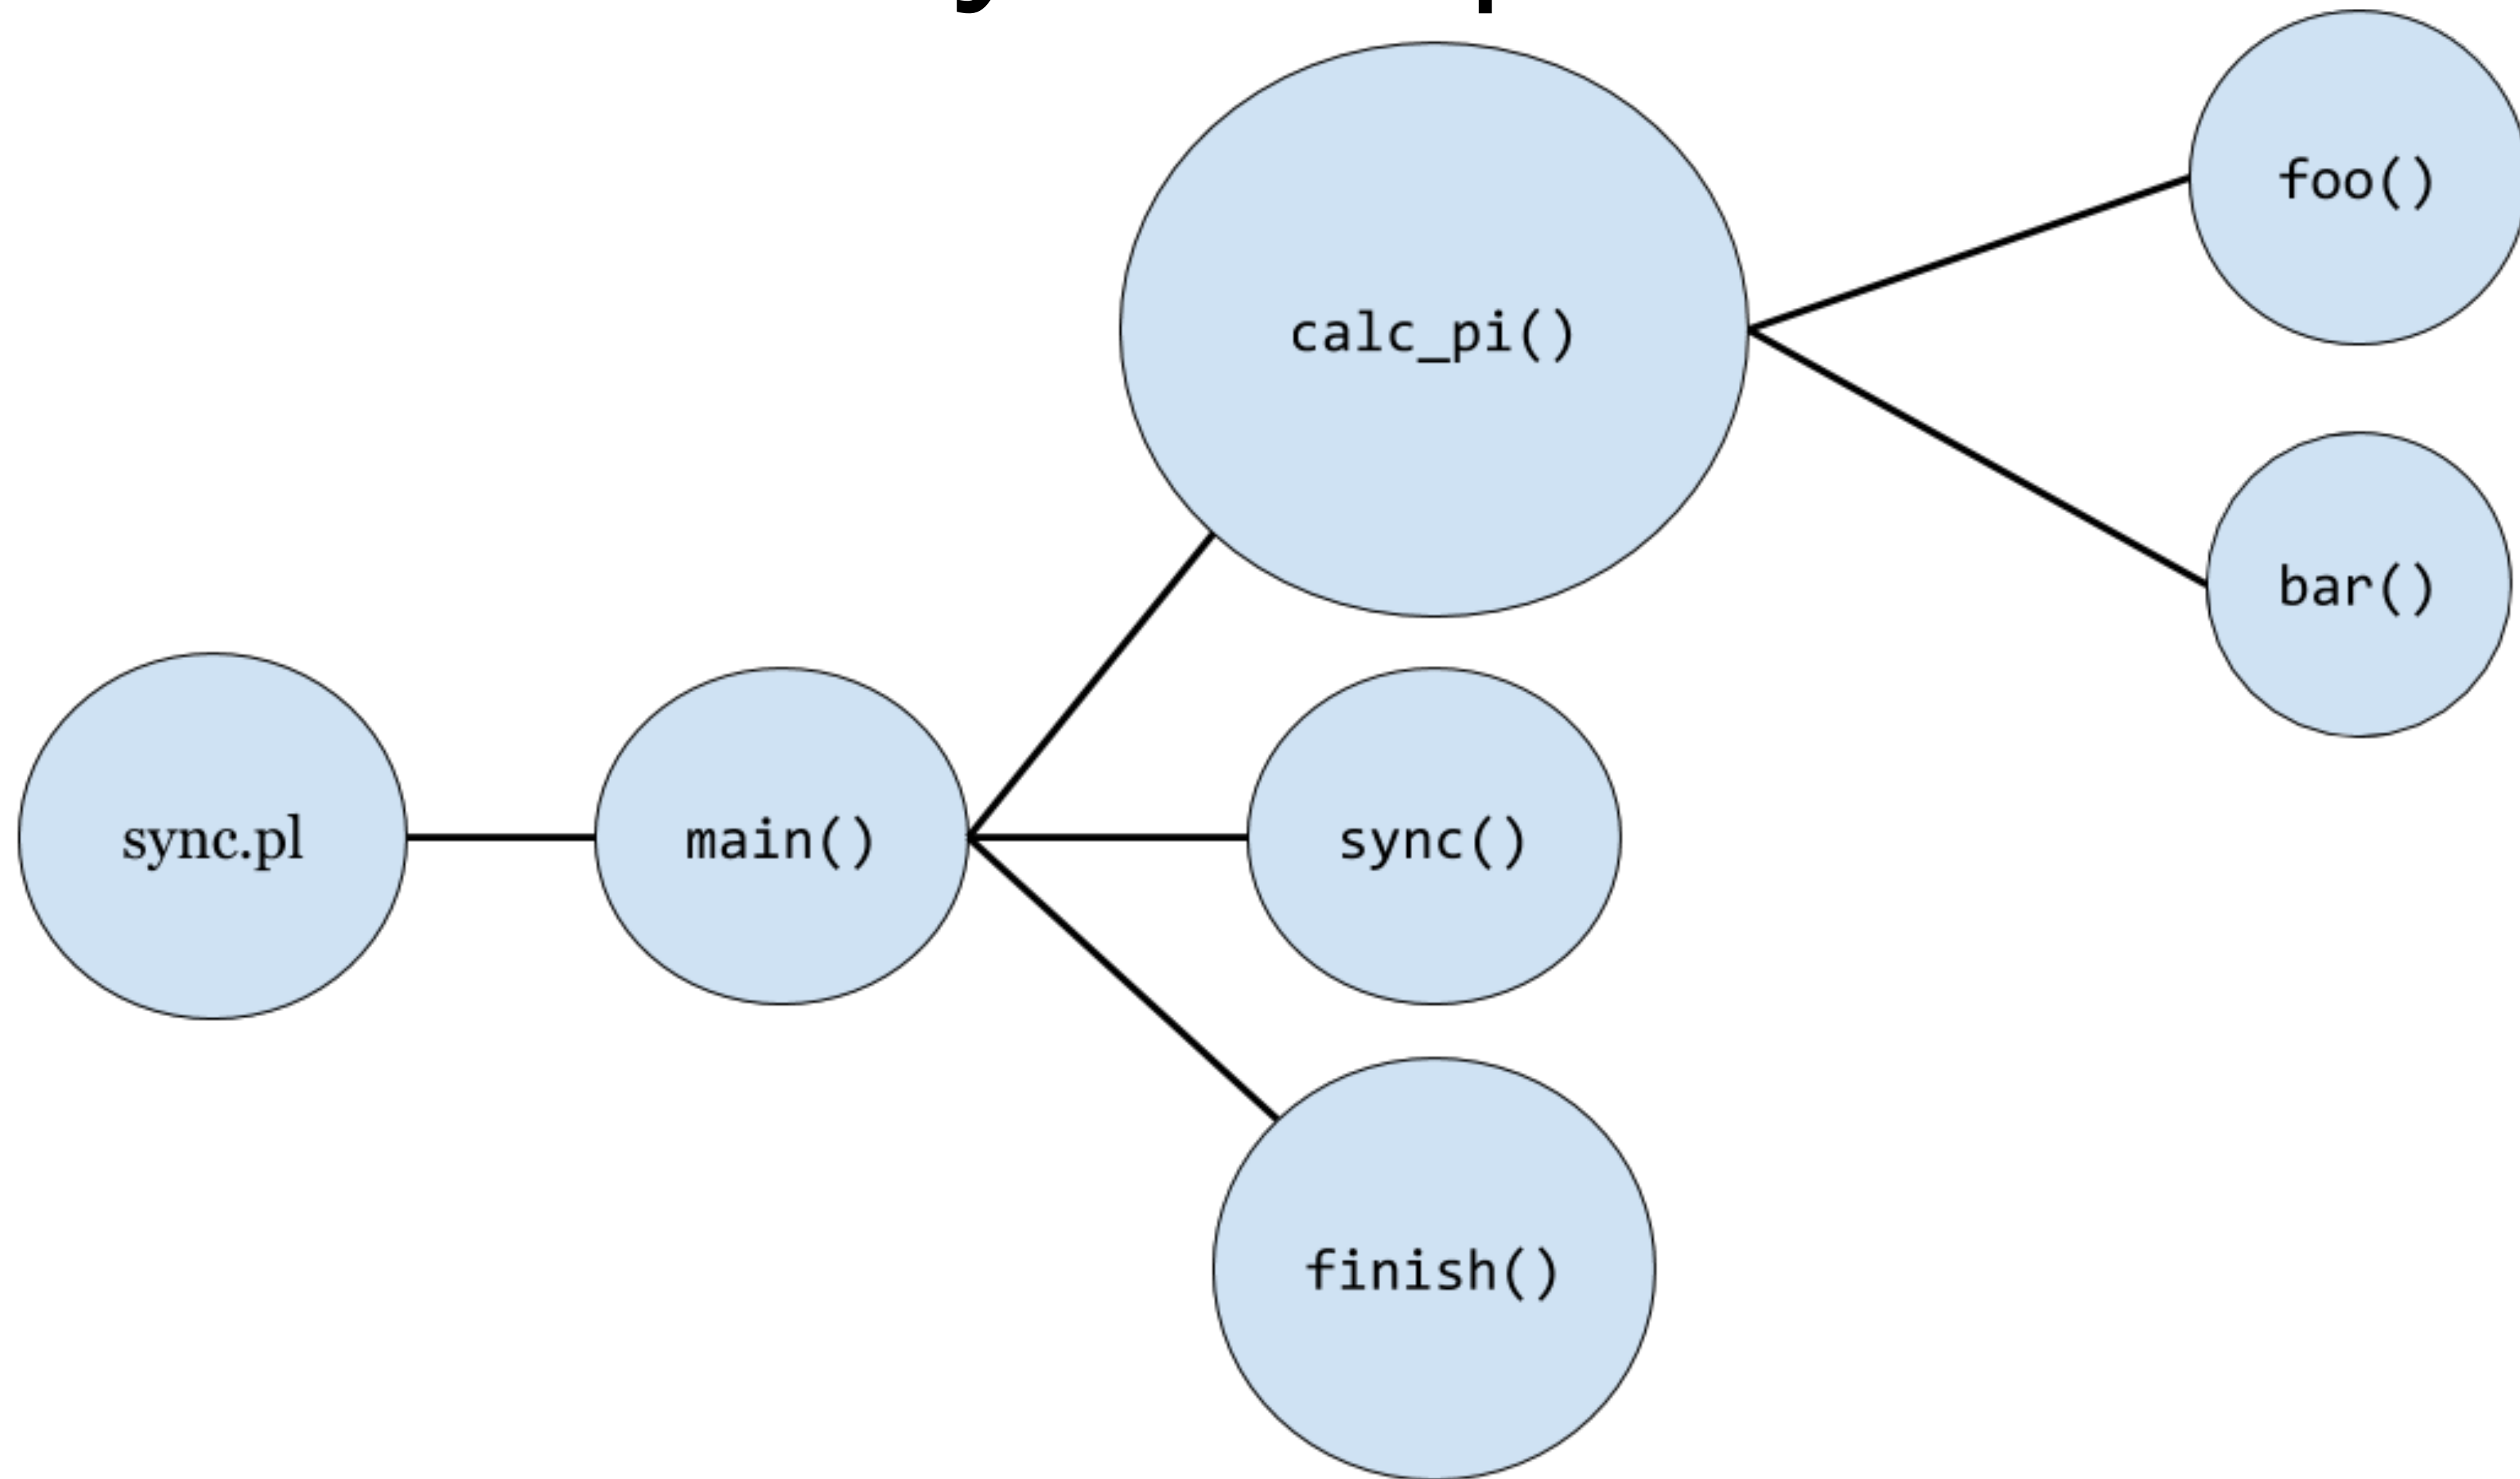 foo()
calc_pi()
bar()
sync.pl
main()
sync()
finish()